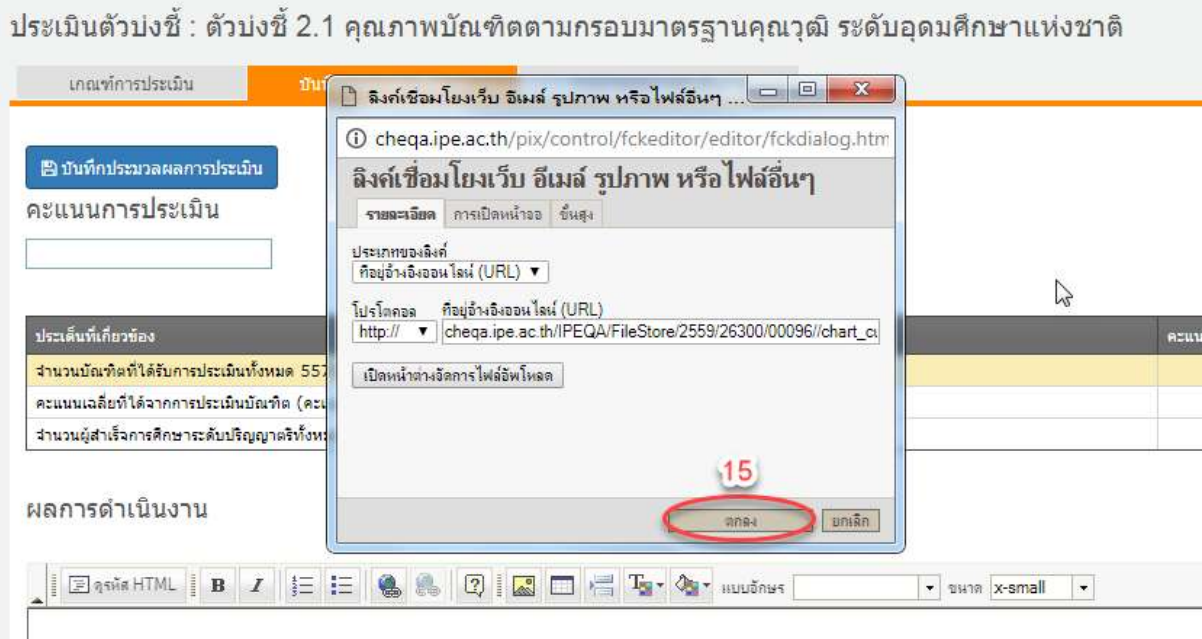 ประเมินตัวบ่งชี้ : ตัวบ่งชี้ 2.1 คุณภาพบัณฑิตตามกรอบมาตรฐานคุณวุฒิ ระดับอุดมศึกษาแห่งชาติ
เกณฑ์การประเมิน
ลิงค์เชื่อมโยงเว็บ อีเมล์ รูปภาพ หรือไฟล์อื่นๆ ...
cheqa.ipe.ac.th/pix/control/fckeditor/editor/fckdialog.htm
บันทึกประมวลผลการประเมิน
ลิงค์เชื่อมโยงเว็บ อีเมล์ รูปภาพ หรือไฟล์อื่นๆ
คะแนนการประเมิน
รายละเอียด การเปิดหน้าจอ ขั้นสูง
ประเภทของลิงค์
ที่อยู่อ้างอิงออนไลน์ (URL)
โปรโตคอล ที่อยู่อ้างอิงออนไลน์ (URL)
http:// cheqa.ipe.ac.th/IPEQA/FileStore/2559/26300/00096//chart_cu
ประเด็นที่เกี่ยวข้อง
จำนวนบัณฑิตที่ได้รับการประเมินทั้งหมด 557
เปิดหน้าต่างจัดการไฟล์อัพโหลด
คะแนนเฉลี่ยที่ได้จากการประเมินบัณฑิต
จำนวนผู้สำเร็จการศึกษาระดับปริญญาตรี
15
ผลการดำเนินงาน
ตกลง ยกเลิก
ดูรหัส HTML B I แบบอักษร ขนาด x-small